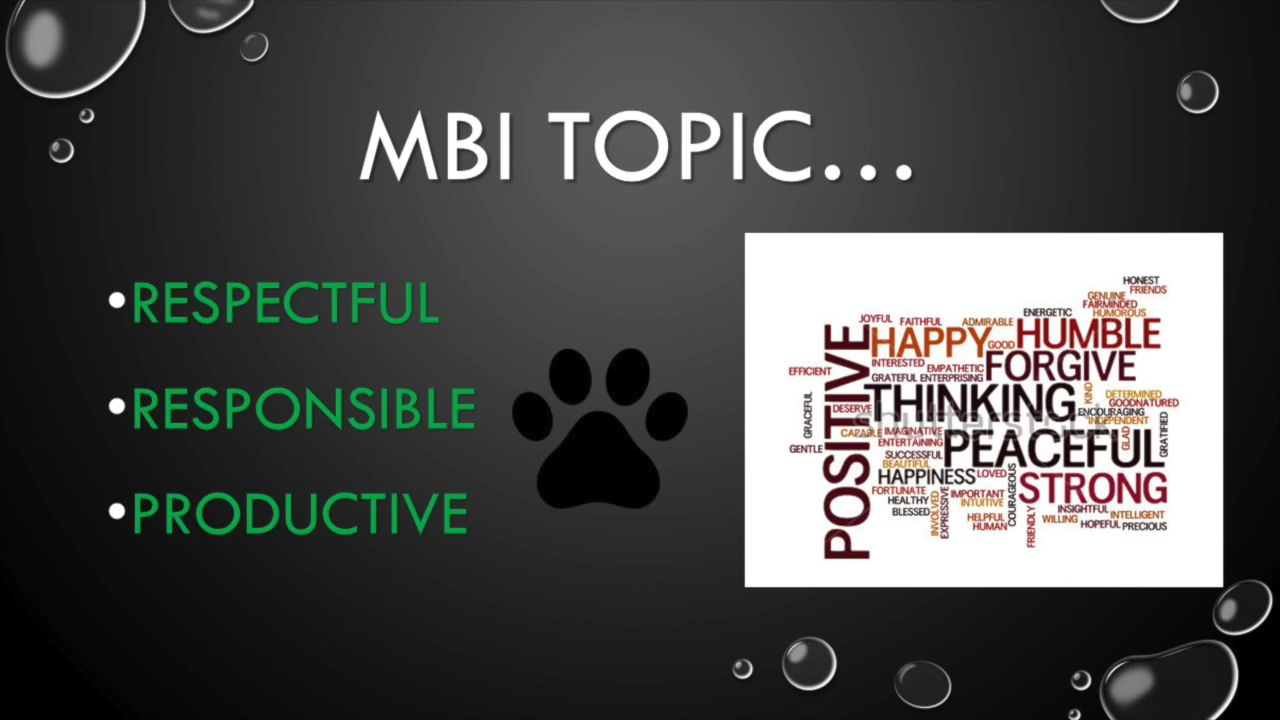 MBI TOPIC...
•RESPECTFUL
•RESPONSIBLE
•PRODUCTIVE
HONEST
FRIENDS
GENUINE
FAIRMINDED
HUMOROUS
ENERGETIC
JOYFUL
FAITHFUL
ADMIRABLE
HAPPY
GOOD
HUMBLE
POSITIVE
INTERESTED
EMPATHETIC
FORGIVE
EFFICIENT
GRATEFUL
ENTERPRISING
THINKING
KIND
DETERMINED
GOODNATURED
GRACEFUL
DESERVE
ENCOURAGING
INDEPENDENT
shutterstock
CAPABLE
IMAGINATIVE
GLAD
GRATIFIED
ENTERTAINING
PEACEFUL
GENTLE
SUCCESSFUL
BEAUTIFUL
HAPPINESS
LOVED
STRONG
FORTUNATE
IMPORTANT
COURAGEOUS
HEALTHY
INTUITIVE
BLESSED
INVOLVED
EXPRESSIVE
INSIGHTFUL
INTELLIGENT
HELPFUL
HUMAN
FRIENDLY
WILLING
HOPEFUL
PRECIOUS